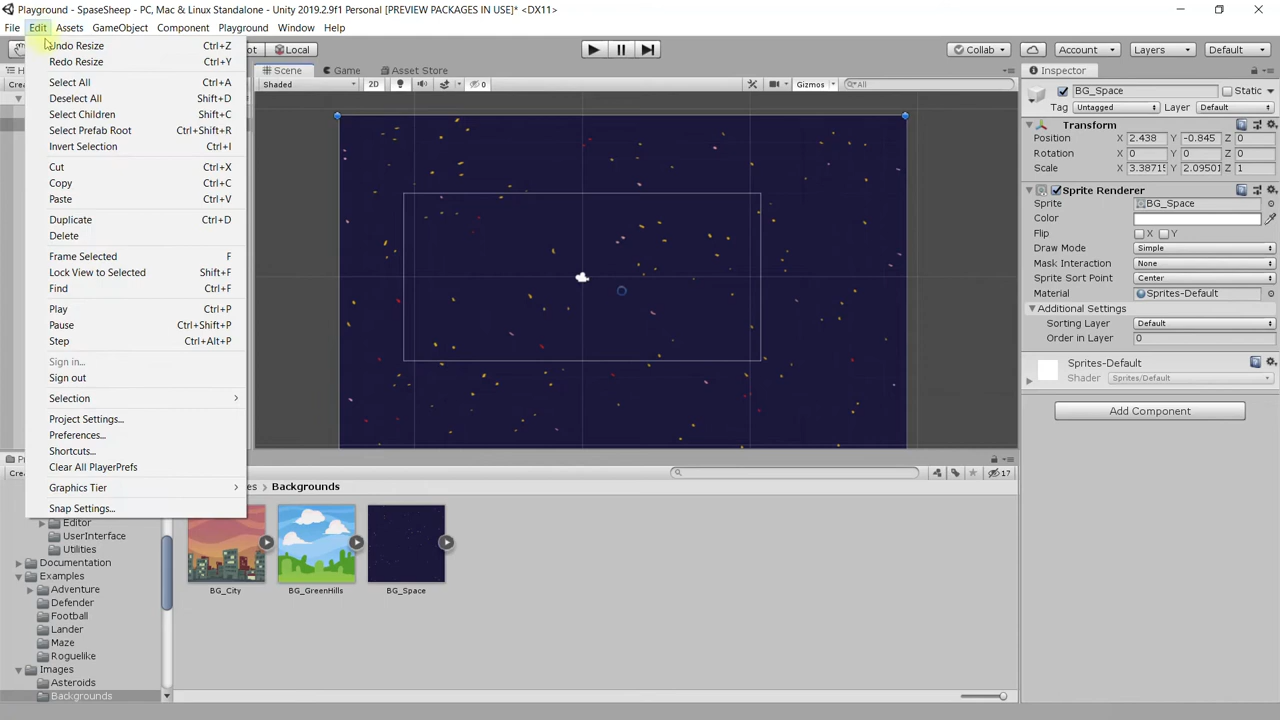 Playground - SpaseSheep - PC, Mac & Linux Standalone - Unity 2019.2.9f1 Personal [PREVIEW PACKAGES IN USE]* <DX11>
File Edit Assets GameObject Component Playground Window Help
Local Collab Account Layers Default
Undo Resize Ctrl+Z
Redo Resize Ctrl+Y
Select All Ctrl+A
Deselect All Shift+D
Select Children Shift+C
Select Prefab Root Ctrl+Shift+R
Invert Selection Ctrl+I
Cut Ctrl+X
Copy Ctrl+C
Paste Ctrl+V
Duplicate Ctrl+D
Delete
Frame Selected F
Lock View to Selected Shift+F
Find Ctrl+F
Play Ctrl+P
Pause Ctrl+Shift+P
Step Ctrl+Alt+P
Sign in...
Sign out
Selection
Project Settings...
Preferences...
Shortcuts...
Clear All PlayerPrefs
Graphics Tier
Snap Settings...
Scene Game Asset Store
Shaded 2D 0 Gizmos All
Inspector
BG_Space Static
Tag Untagged Layer Default
Transform
Position X 2.438 Y -0.845 Z 0
Rotation X 0 Y 0 Z 0
Scale X 3.38715 Y 2.09501 Z 1
Sprite Renderer
Sprite BG_Space
Color
Flip X Y
Draw Mode Simple
Mask Interaction None
Sprite Sort Point Center
Material Sprites-Default
Additional Settings
Sorting Layer Default
Order in Layer 0
Sprites-Default
Shader Sprites/Default
Add Component
17
Backgrounds
BG_City BG_GreenHills BG_Space
Editor
UserInterface
Utilities
Documentation
Examples
Adventure
Defender
Football
Lander
Maze
Roguelike
Images
Asteroids
Backgrounds